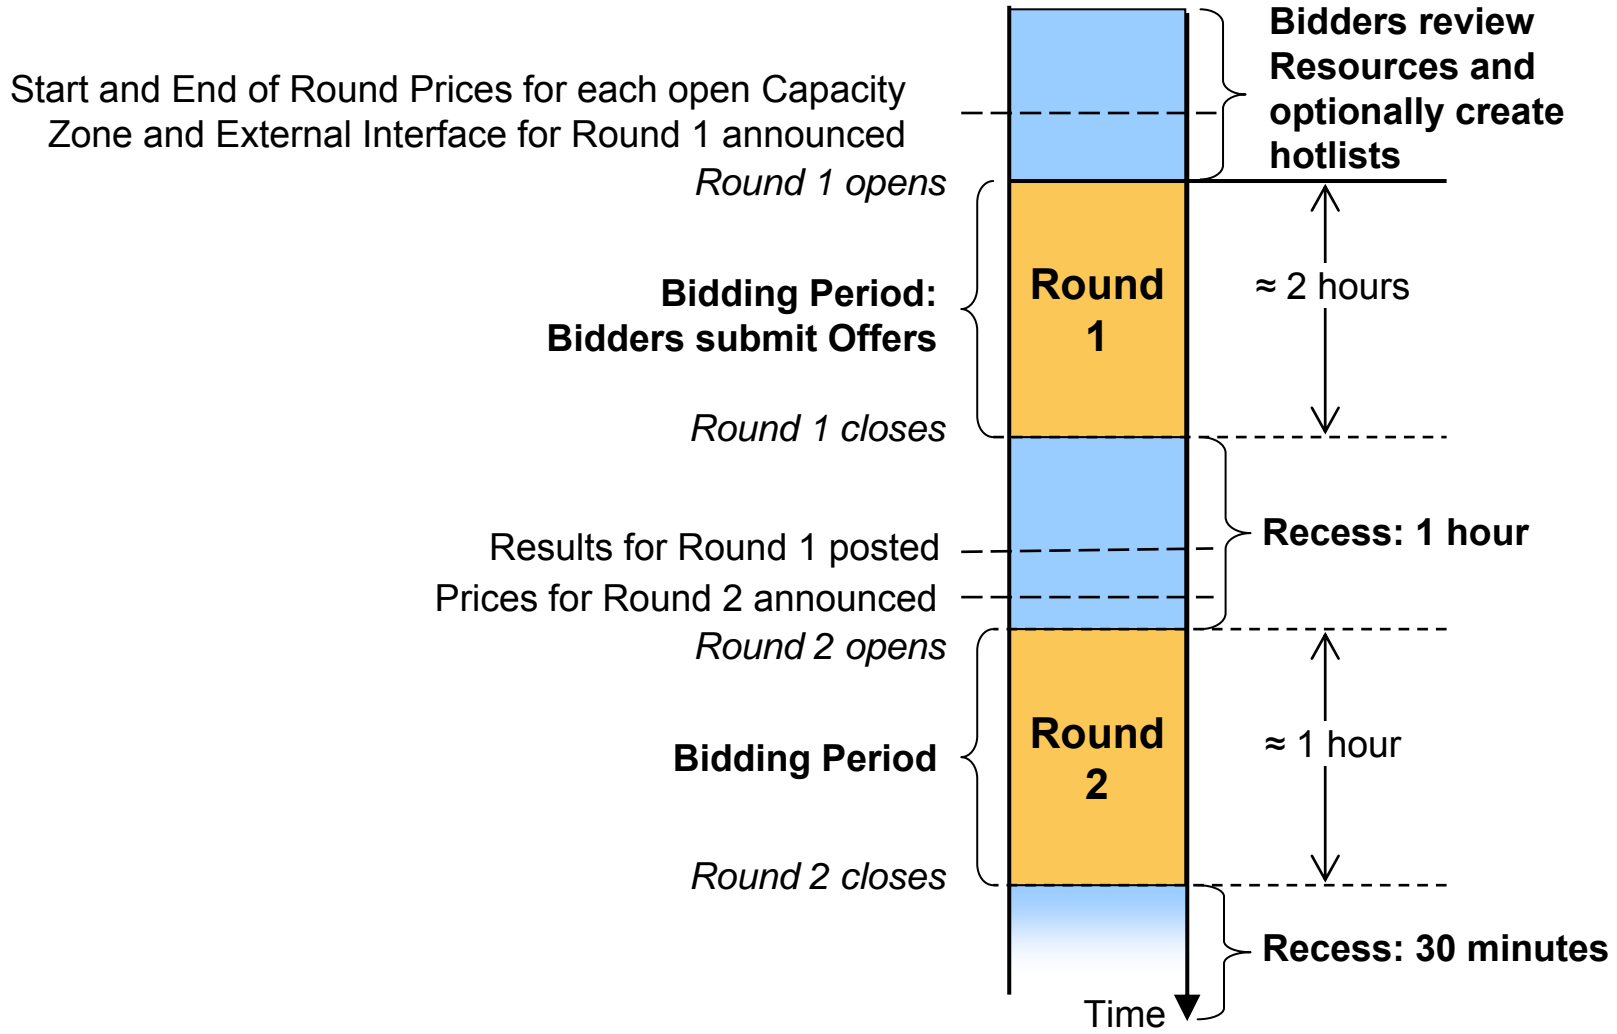 Bidders review
Resources and
optionally create
hotlists
Start and End of Round Prices for each open Capacity
Zone and External Interface for Round 1 announced
Round 1 opens
Bidding Period:
Bidders submit Offers
Round
1
≈ 2 hours
Round 1 closes
Recess: 1 hour
Results for Round 1 posted
Prices for Round 2 announced
Round 2 opens
Bidding Period
Round
2
≈ 1 hour
Round 2 closes
Recess: 30 minutes
Time